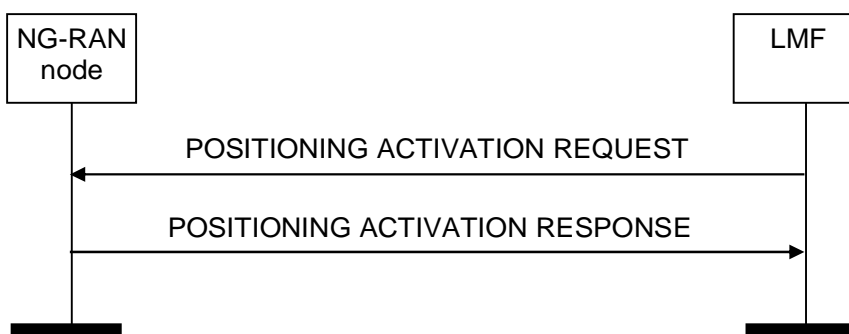 NG-RAN
node
LMF
POSITIONING ACTIVATION REQUEST
POSITIONING ACTIVATION RESPONSE